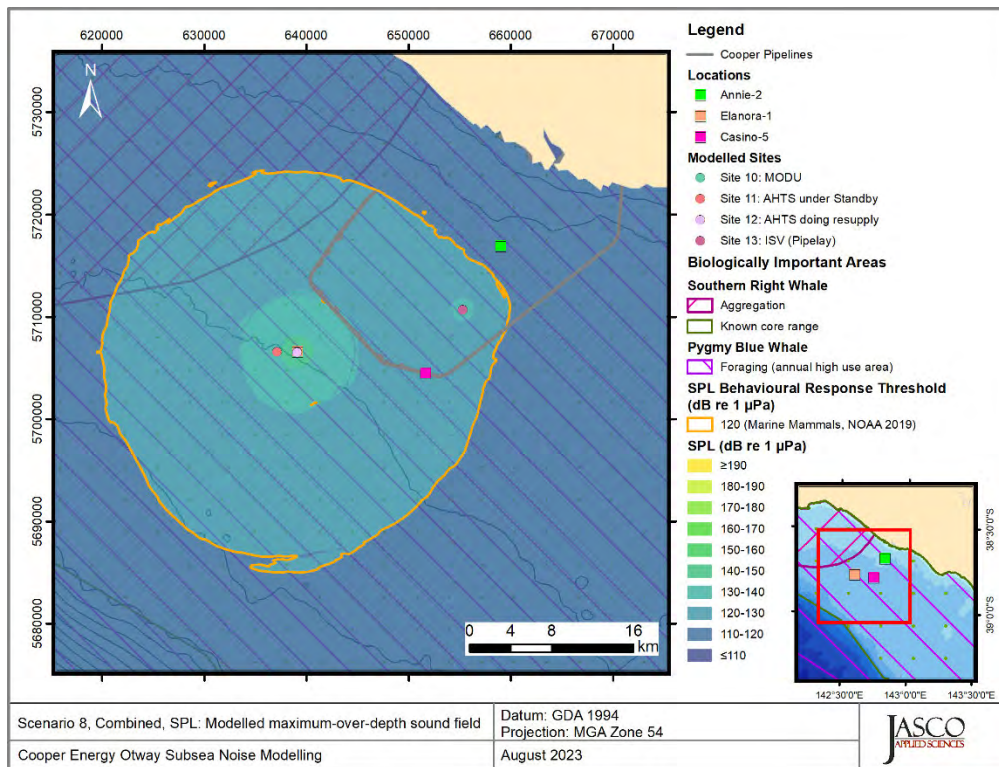 620000 630000 640000 650000 660000 670000
N
5730000
5720000
5710000
5700000
5690000
5680000
0 4 8 16
km
Legend
Cooper Pipelines
Locations
Annie-2
Elanora-1
Casino-5
Modelled Sites
Site 10: MODU
Site 11: AHTS under Standby
Site 12: AHTS doing resupply
Site 13: ISV (Pipelay)
Biologically Important Areas
Southern Right Whale
Aggregation
Known core range
Pygmy Blue Whale
Foraging (annual high use area)
SPL Behavioural Response Threshold
(dB re 1 µPa)
120 (Marine Mammals, NOAA 2019)
SPL (dB re 1 µPa)
≥190
180-190
170-180
160-170
150-160
140-150
130-140
120-130
110-120
≤110
38°30'0"S
39°0'0"S
142°30'0"E 143°0'0"E 143°30'0"E
Scenario 8, Combined, SPL: Modelled maximum-over-depth sound field
Datum: GDA 1994
Projection: MGA Zone 54
Cooper Energy Otway Subsea Noise Modelling
August 2023
JASCO
APPLIED SCIENCES